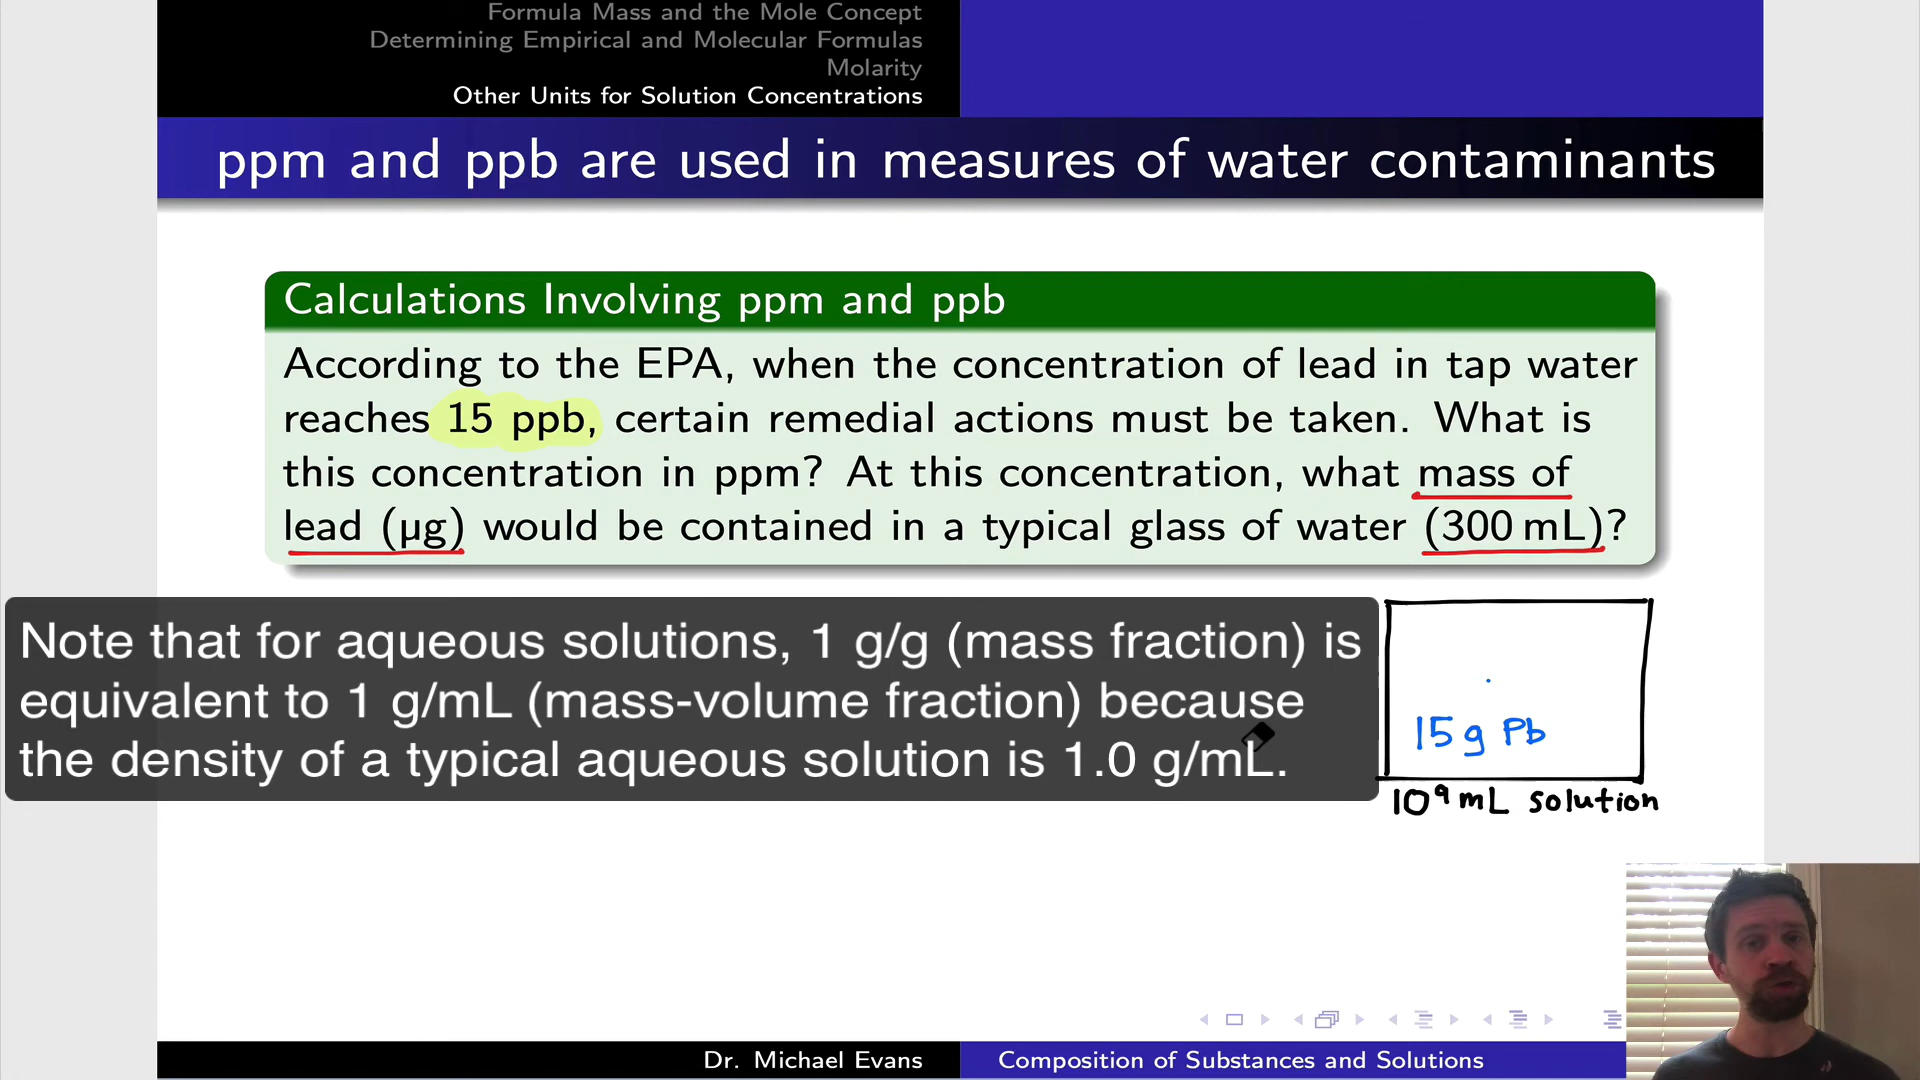 Formula Mass and the Mole Concept
Determining Empirical and Molecular Formulas
Molarity
Other Units for Solution Concentrations
ppm and ppb are used in measures of water contaminants
Calculations Involving ppm and ppb
According to the EPA, when the concentration of lead in tap water
reaches 15 ppb, certain remedial actions must be taken. What is
this concentration in ppm? At this concentration, what mass of
lead (µg) would be contained in a typical glass of water (300 mL)?
Note that for aqueous solutions, 1 g/g (mass fraction) is
equivalent to 1 g/mL (mass-volume fraction) because
the density of a typical aqueous solution is 1.0 g/mL.
15 g Pb
10⁹ mL solution
Dr. Michael Evans
Composition of Substances and Solutions